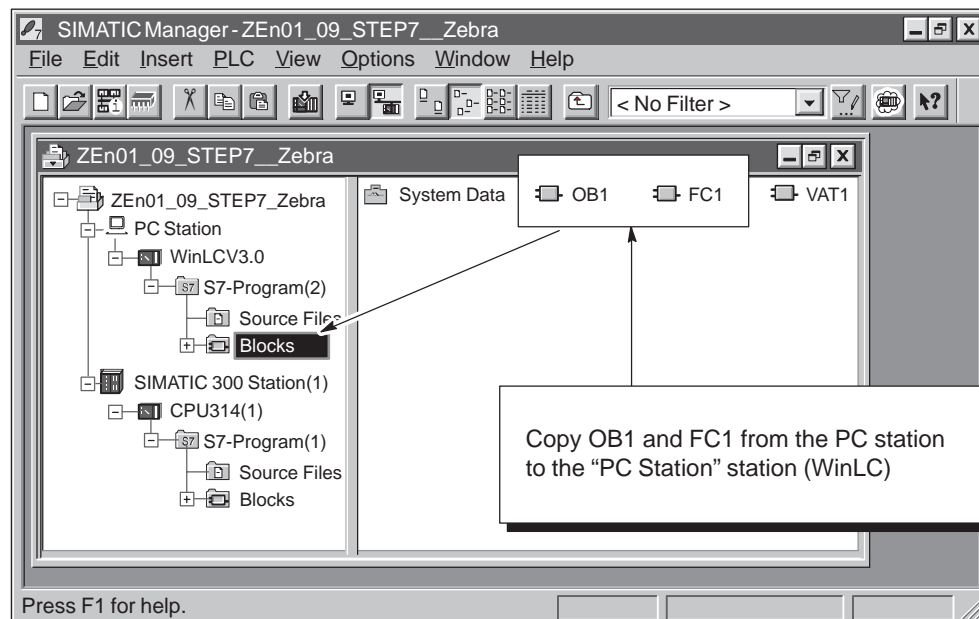 SIMATIC Manager - ZEn01_09_STEP7__Zebra
File Edit Insert PLC View Options Window Help
< No Filter >
ZEn01_09_STEP7__Zebra
ZEn01_09_STEP7_Zebra
PC Station
WinLCV3.0
S7 S7-Program(2)
Source Files
Blocks
SIMATIC 300 Station(1)
CPU314(1)
S7 S7-Program(1)
Source Files
Blocks
System Data OB1 FC1 VAT1
Copy OB1 and FC1 from the PC station
to the “PC Station” station (WinLC)
Press F1 for help.